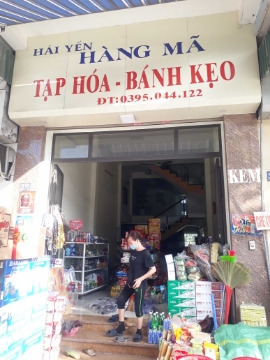 HẢI YẾN
HÀNG MÃ
TẠP HÓA - BÁNH KẸO
ĐT: 0395.044.122
KEM